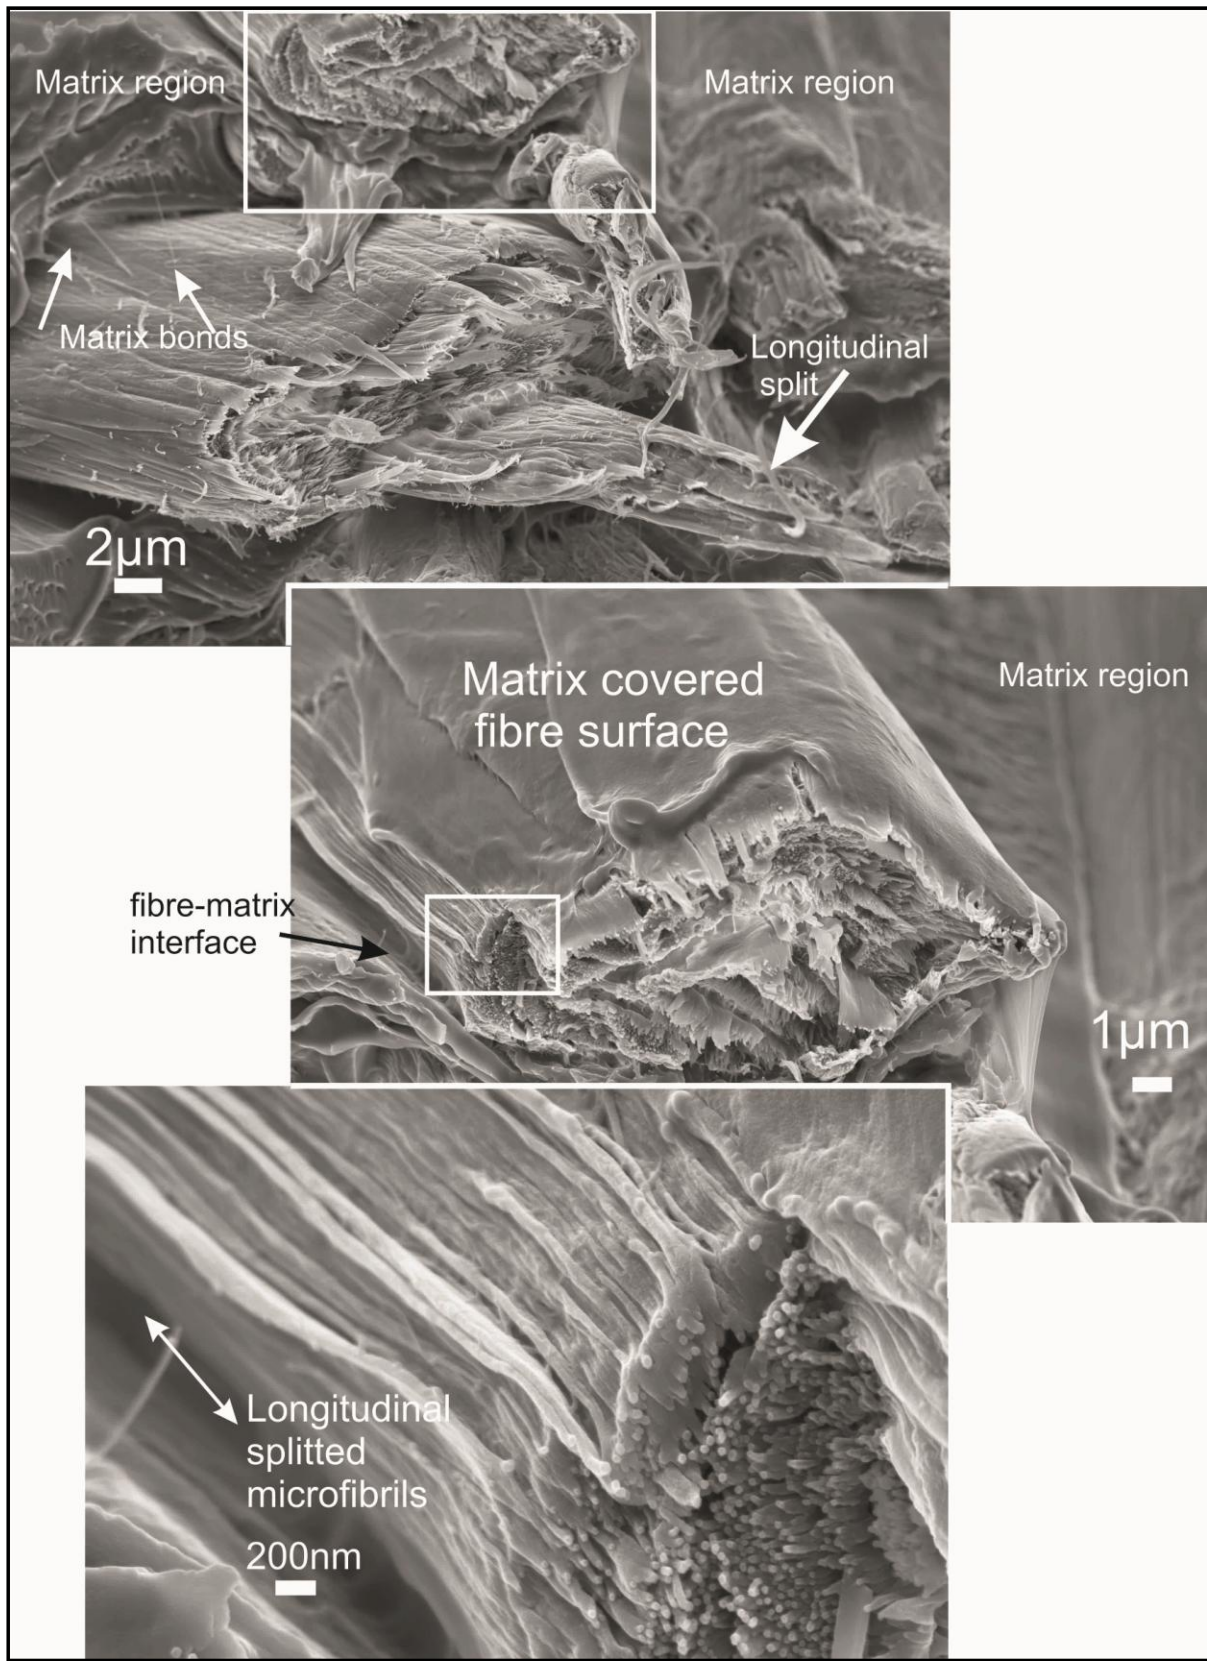 Matrix region
Matrix region
Matrix bonds
Longitudinal
split
2µm
Matrix covered
fibre surface
Matrix region
fibre-matrix
interface
1µm
Longitudinal
splitted
microfibrils
200nm